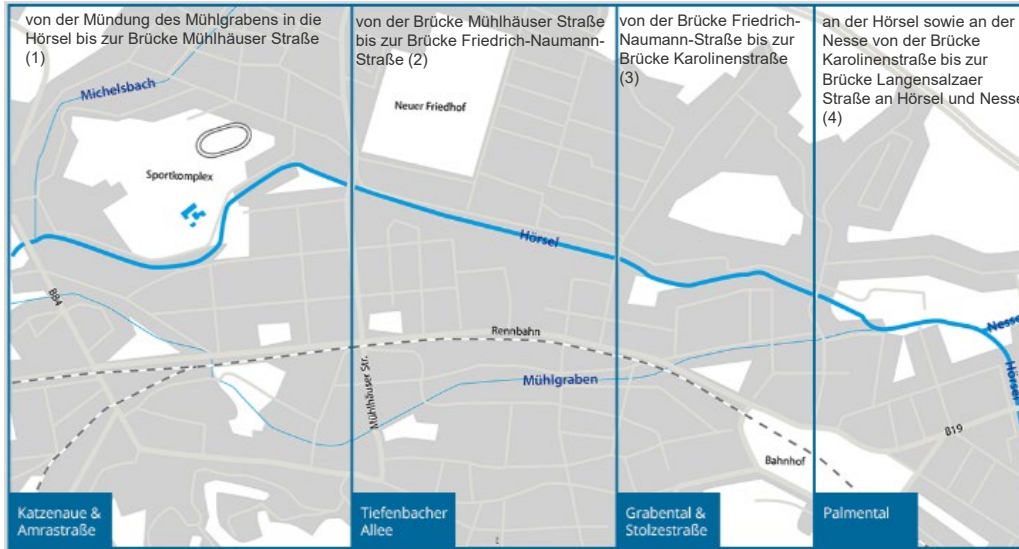 von der Mündung des Mühlgrabens in die
Hörsel bis zur Brücke Mühlhäuser Straße
(1)
von der Brücke Mühlhäuser Straße
bis zur Brücke Friedrich-Naumann-
Straße (2)
von der Brücke Friedrich-
Naumann-Straße bis zur
Brücke Karolinenstraße
(3)
an der Hörsel sowie an der
Nesse von der Brücke
Karolinenstraße bis zur
Brücke Langensalzaer
Straße an Hörsel und Nesse
(4)
Michelsbach
Neuer Friedhof
Sportkomplex
Hörsel
B84
Rennbahn
Nesse
Hörsel
Mühlhäuser Str.
Mühlgraben
B19
Bahnhof
Katzenaue &
Amrastraße
Tiefenbacher
Allee
Grabental &
Stolzestraße
Palmental